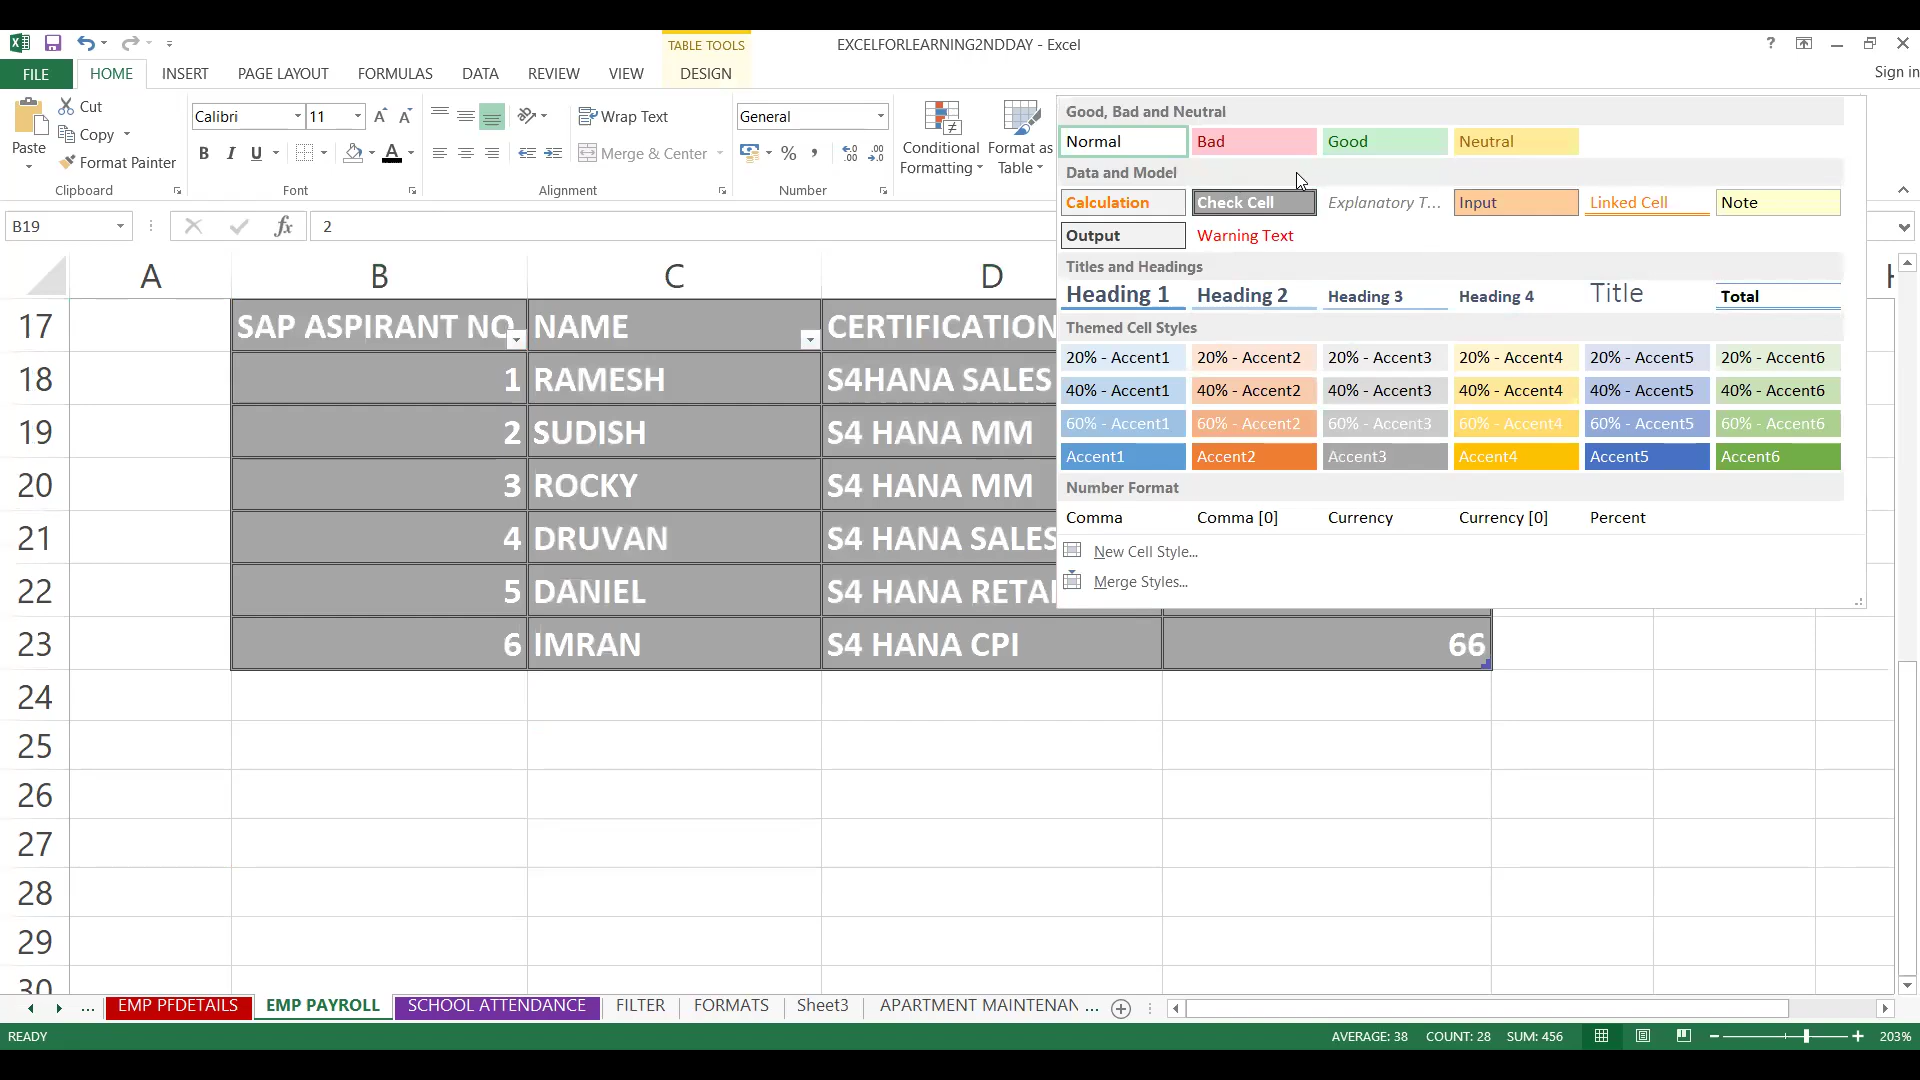 EXCELFORLEARNING2NDDAY - Excel
TABLE TOOLS
?
Sign in
FILE HOME INSERT PAGE LAYOUT FORMULAS DATA REVIEW VIEW DESIGN
Paste
Cut
Copy
Format Painter
Clipboard
Calibri 11
B I U
Font
Wrap Text
Merge & Center
Alignment
General
%
Number
Conditional Formatting
Format as Table
Good, Bad and Neutral
Normal Bad Good Neutral
Data and Model
Calculation Check Cell Explanatory T... Input Linked Cell Note
Output Warning Text
Titles and Headings
Heading 1 Heading 2 Heading 3 Heading 4 Title Total
Themed Cell Styles
20% - Accent1 20% - Accent2 20% - Accent3 20% - Accent4 20% - Accent5 20% - Accent6
40% - Accent1 40% - Accent2 40% - Accent3 40% - Accent4 40% - Accent5 40% - Accent6
60% - Accent1 60% - Accent2 60% - Accent3 60% - Accent4 60% - Accent5 60% - Accent6
Accent1 Accent2 Accent3 Accent4 Accent5 Accent6
Number Format
Comma Comma [0] Currency Currency [0] Percent
New Cell Style...
Merge Styles...
B19 fx 2
A B C D
17 SAP ASPIRANT NO NAME CERTIFICATION
18 1 RAMESH S4HANA SALES
19 2 SUDISH S4 HANA MM
20 3 ROCKY S4 HANA MM
21 4 DRUVAN S4 HANA SALES
22 5 DANIEL S4 HANA RETAI
23 6 IMRAN S4 HANA CPI 66
24
25
26
27
28
29
30
... EMP PFDETAILS EMP PAYROLL SCHOOL ATTENDANCE FILTER FORMATS Sheet3 APARTMENT MAINTENAN ...
READY AVERAGE: 38 COUNT: 28 SUM: 456 203%